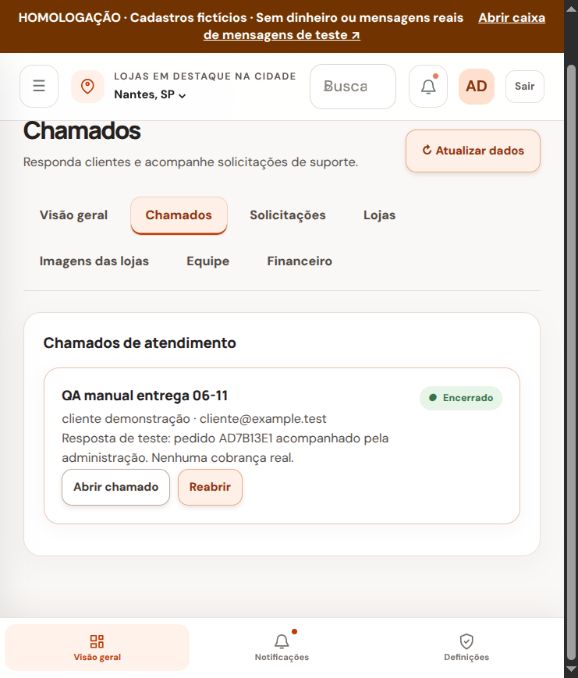 HOMOLOGAÇÃO · Cadastros fictícios · Sem dinheiro ou mensagens reais Abrir caixa
de mensagens de teste ↗
LOJAS EM DESTAQUE NA CIDADE
Nantes, SP
Busca
AD
Sair
Chamados
Responda clientes e acompanhe solicitações de suporte.
↻ Atualizar dados
Visão geral
Chamados
Solicitações
Lojas
Imagens das lojas
Equipe
Financeiro
Chamados de atendimento
QA manual entrega 06-11
Encerrado
cliente demonstração · cliente@example.test
Resposta de teste: pedido AD7B13E1 acompanhado pela
administração. Nenhuma cobrança real.
Abrir chamado
Reabrir
Visão geral
Notificações
Definições